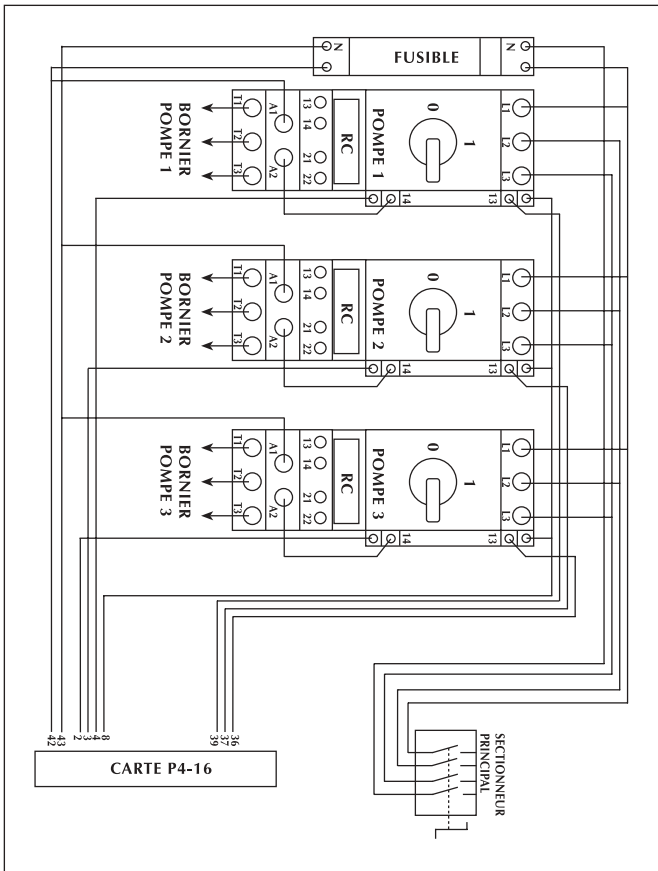 N
FUSIBLE
N
BORNIER
POMPE 1
T1
T2
T3
A1
A2
13
14
21
22
RC
POMPE 1
0
1
L1
L2
L3
14
13
BORNIER
POMPE 2
T1
T2
T3
A1
A2
13
14
21
22
RC
POMPE 2
0
1
L1
L2
L3
14
13
BORNIER
POMPE 3
T1
T2
T3
A1
A2
13
14
21
22
RC
POMPE 3
0
1
L1
L2
L3
14
13
42
43
2
3
4
8
39
37
36
CARTE P4-16
SECTIONNEUR
PRINCIPAL